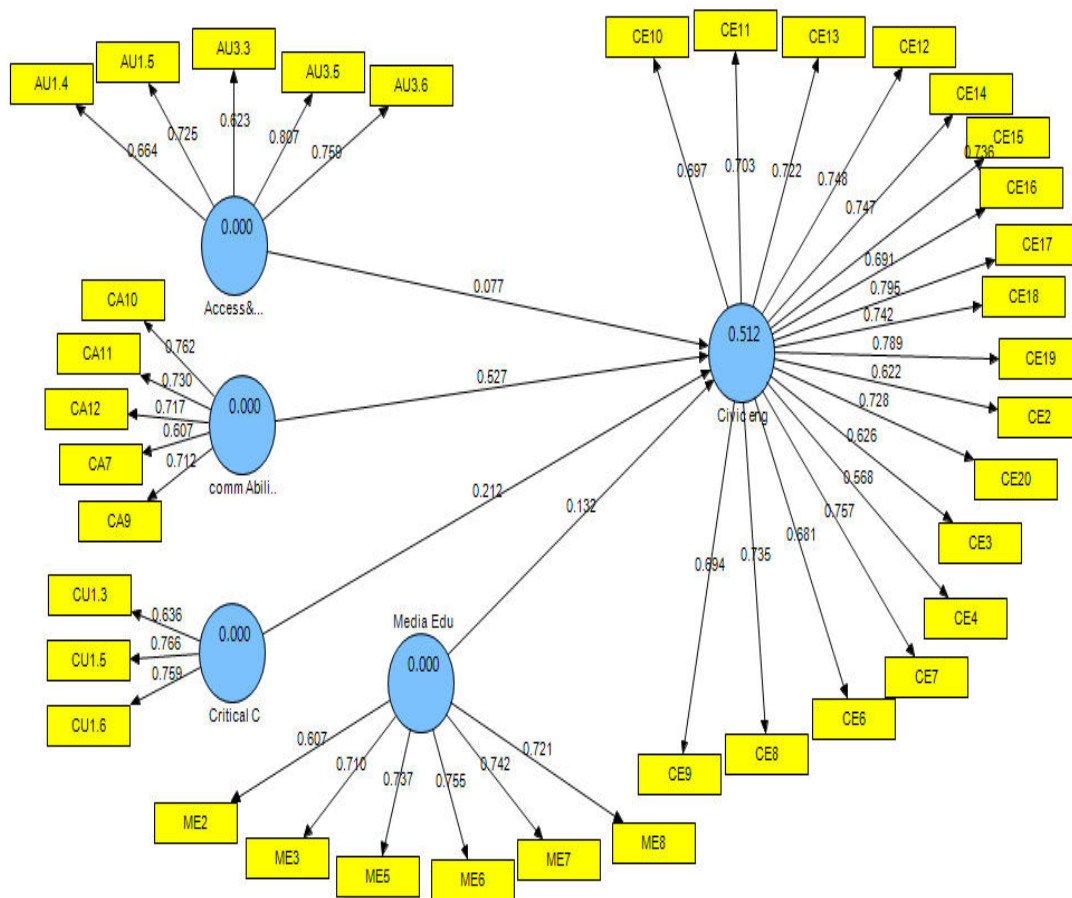 CE10
CE11
CE13
CE12
AU3.3
AU1.5
AU3.5
AU1.4
AU3.6
CE14
CE15
0.736
CE16
0.664
0.725
0.623
0.807
0.759
0.697
0.703
0.722
0.748
0.747
0.000
Access&...
CE17
0.691
0.795
CE18
0.742
0.077
CA10
0.762
CA11
0.730
CA12
0.717
CA7
0.607
CA9
0.712
0.000
comm Abili..
0.527
0.512
Civic eng
0.789
CE19
0.622
CE2
0.728
CE20
0.626
CE3
0.568
CE4
0.757
CE7
0.681
CE6
0.735
CE8
0.694
CE9
0.212
0.132
CU1.3
0.636
CU1.5
0.766
CU1.6
0.759
0.000
Critical C
Media Edu
0.000
0.607
0.710
0.737
0.755
0.742
0.721
ME2
ME3
ME5
ME6
ME7
ME8